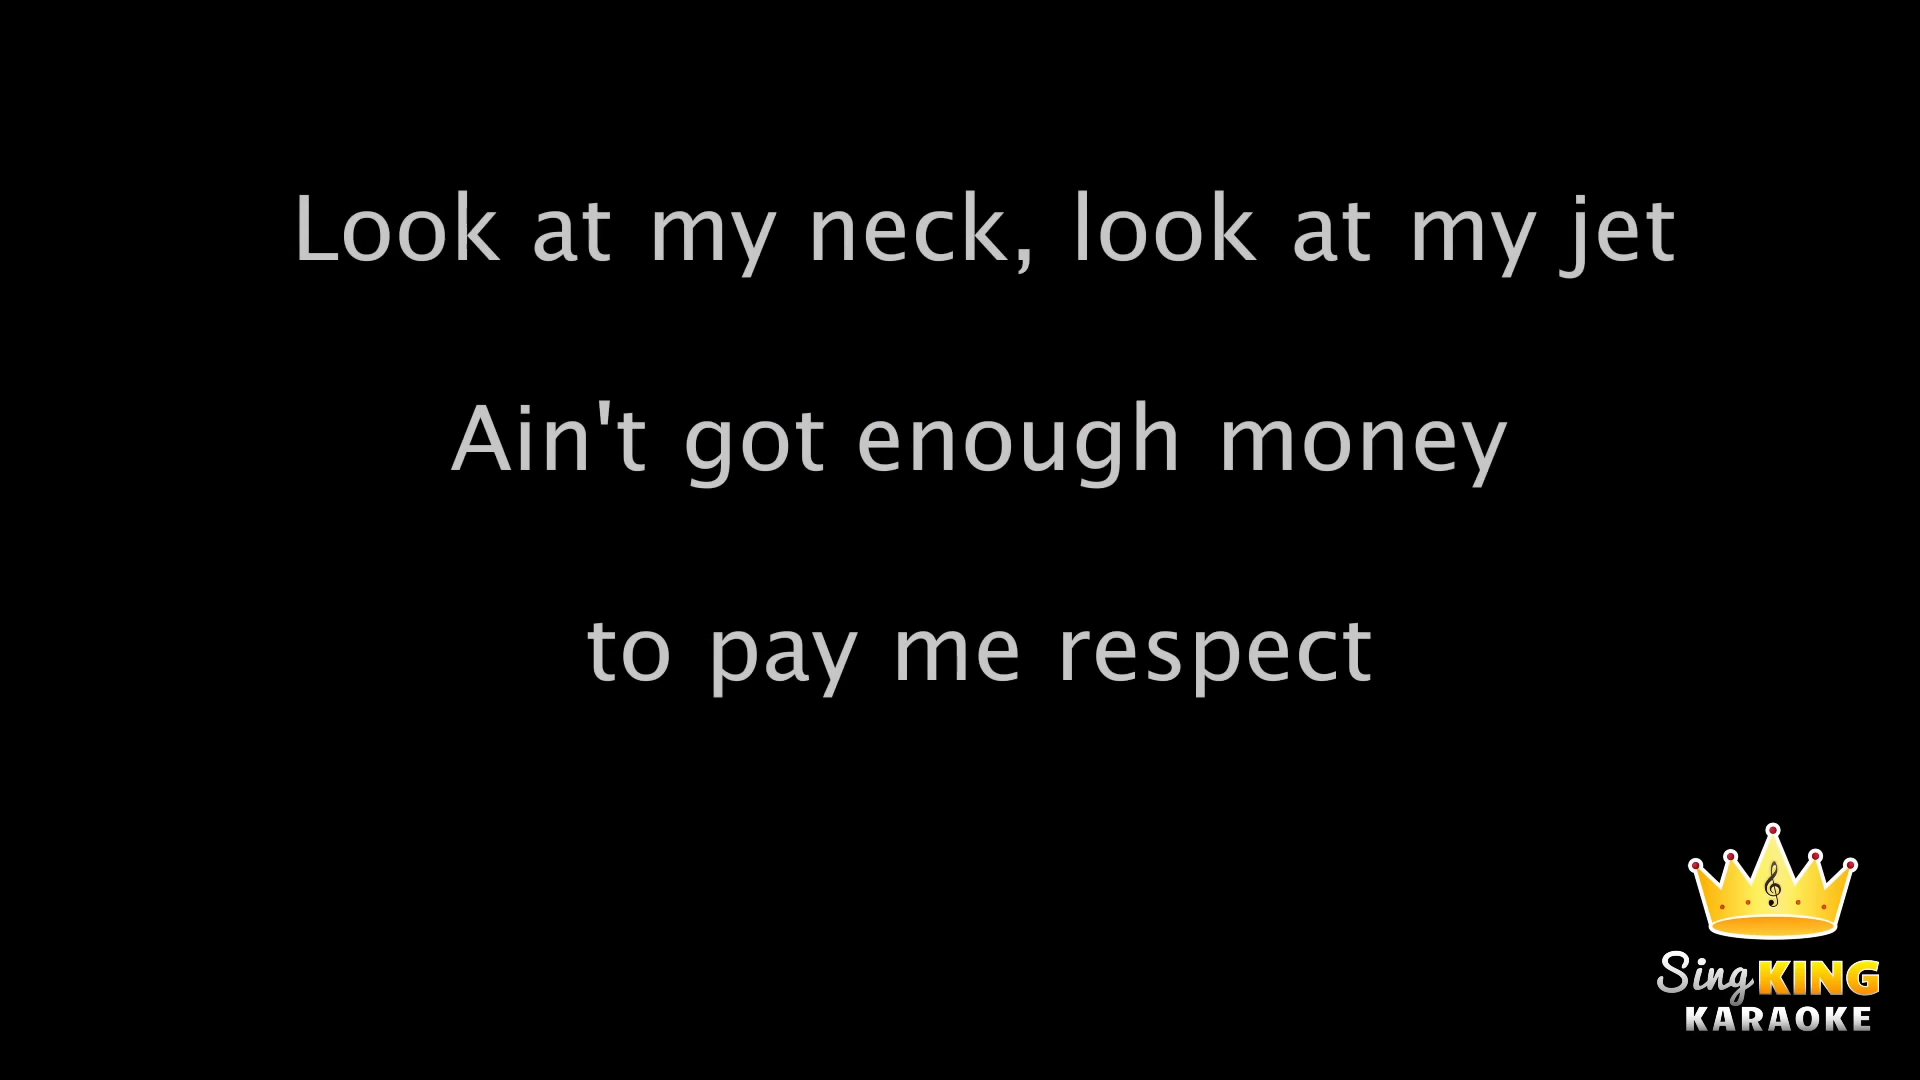 Look at my neck, look at my jet
Ain't got enough money
to pay me respect
Sing KING
KARAOKE